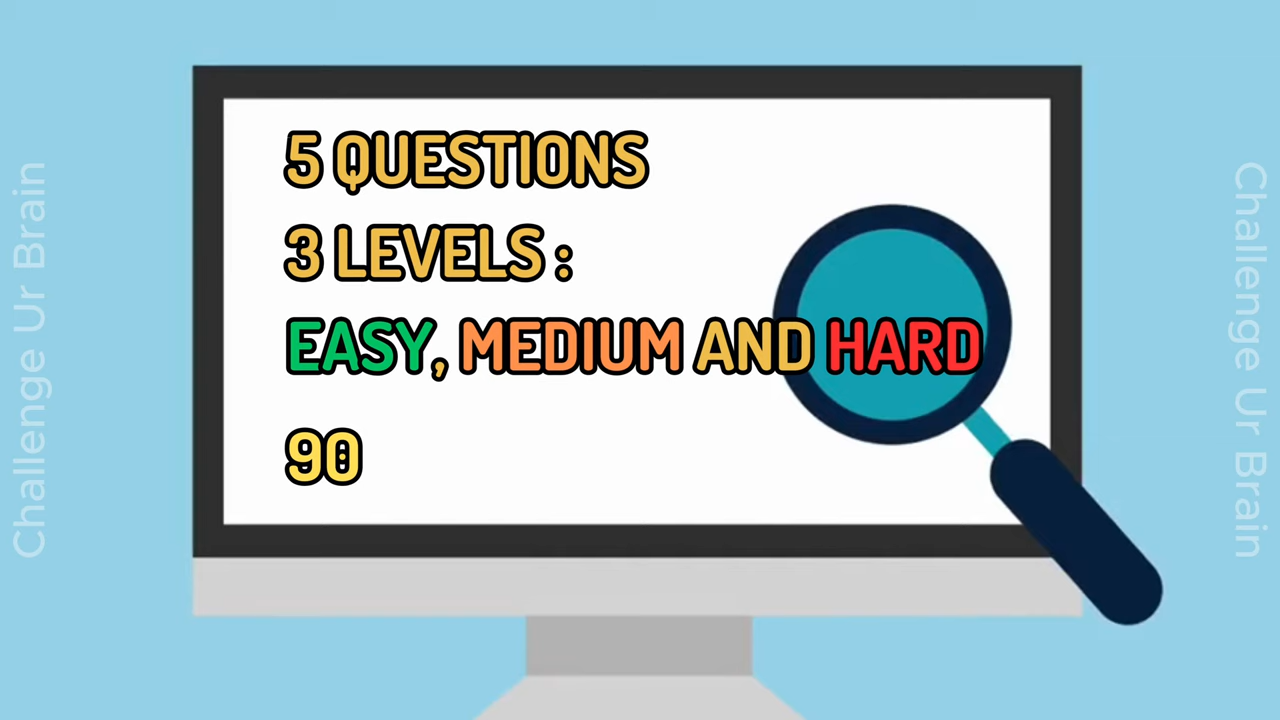 5 QUESTIONS
3 LEVELS :
EASY, MEDIUM AND HARD
90
Challenge Ur Brain
Challenge Ur Brain